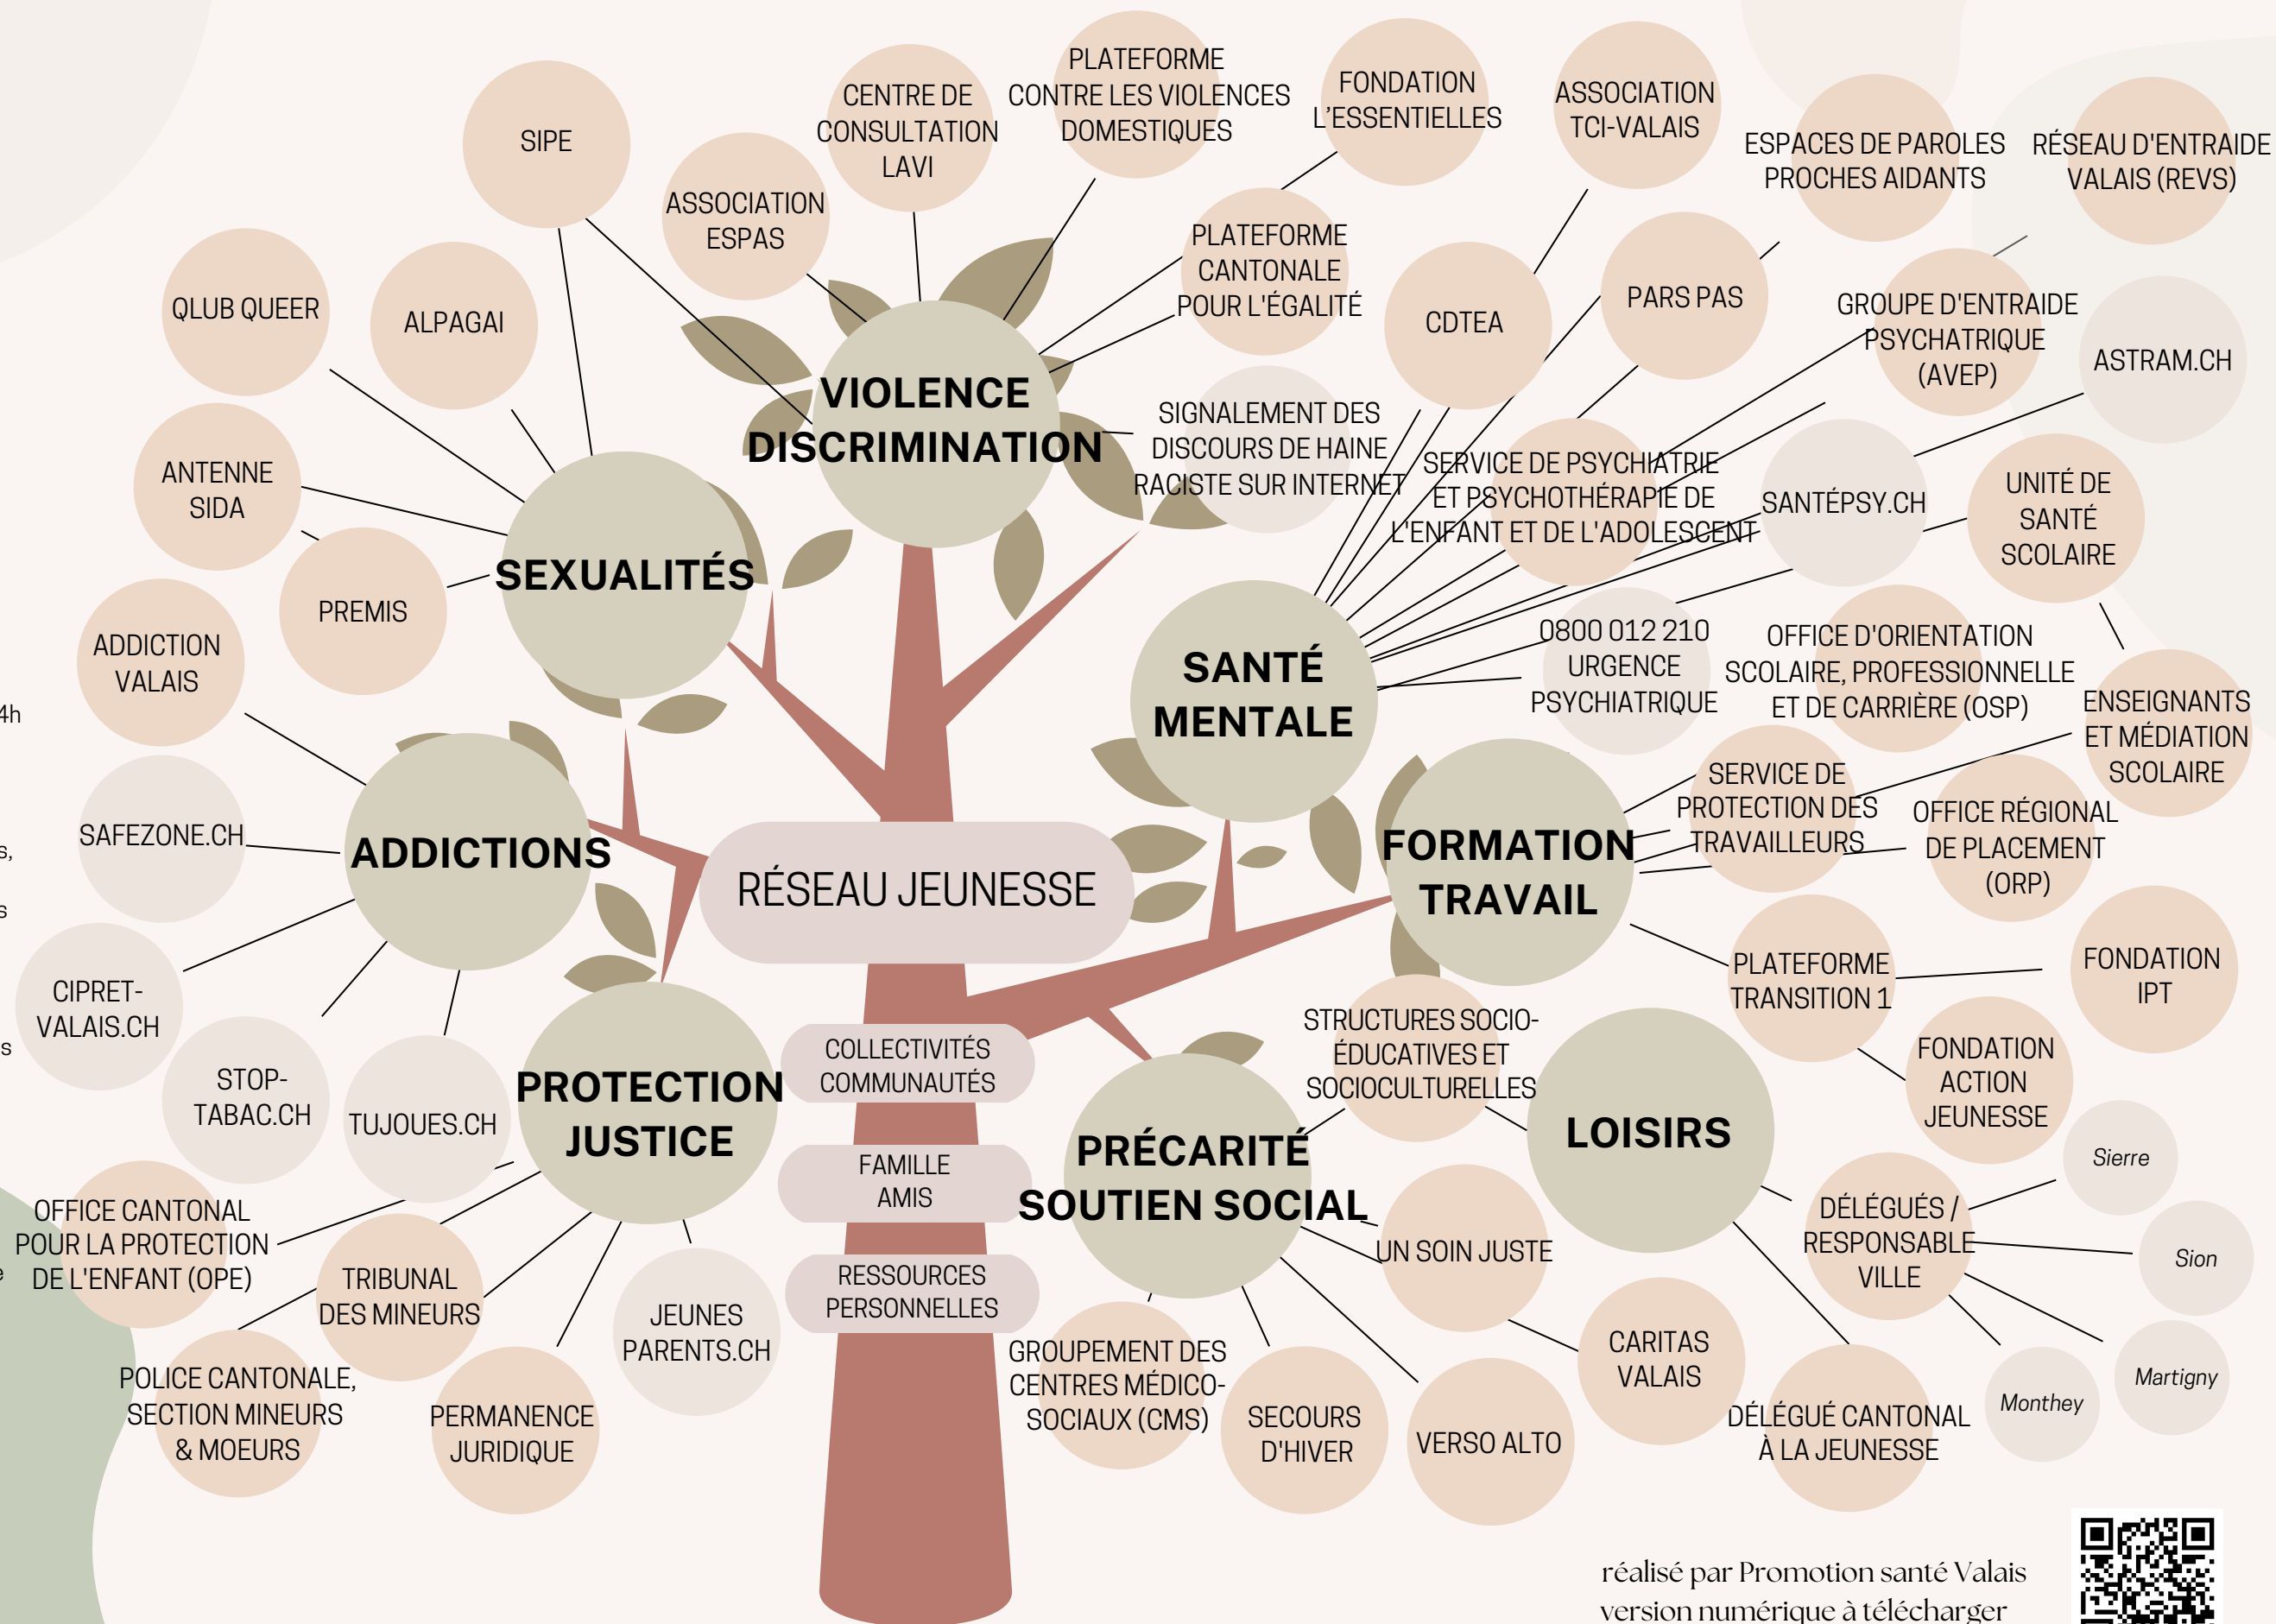 SIPE
ASSOCIATION
ESPAS
CENTRE DE
CONSULTATION
LAVI
PLATEFORME
CONTRE LES VIOLENCES
DOMESTIQUES
FONDATION
L'ESSENTIELLES
ASSOCIATION
TCI-VALAIS
ESPACES DE PAROLES
PROCHES AIDANTS
RÉSEAU D'ENTRAIDE
VALAIS (REVS)
QLUB QUEER
ALPAGAI
PLATEFORME
CANTONALE
POUR L'ÉGALITÉ
CDTEA
PARS PAS
GROUPE D'ENTRAIDE
PSYCHATRIQUE
(AVEP)
ASTRAM.CH
ANTENNE
SIDA
PREMIS
VIOLENCE
DISCRIMINATION
SIGNALEMENT DES
DISCOURS DE HAINE
RACISTE SUR INTERNET
SERVICE DE PSYCHIATRIE
ET PSYCHOTHÉRAPIE DE
L'ENFANT ET DE L'ADOLESCENT
SANTÉPSY.CH
UNITÉ DE
SANTÉ
SCOLAIRE
SEXUALITÉS
ADDICTION
VALAIS
SANTÉ
MENTALE
0800 012 210
URGENCE
PSYCHIATRIQUE
OFFICE D'ORIENTATION
SCOLAIRE, PROFESSIONNELLE
ET DE CARRIÈRE (OSP)
ENSEIGNANTS
ET MÉDIATION
SCOLAIRE
4h
SAFEZONE.CH
ADDICTIONS
RÉSEAU JEUNESSE
FORMATION
TRAVAIL
SERVICE DE
PROTECTION DES
TRAVAILLEURS
OFFICE RÉGIONAL
DE PLACEMENT
(ORP)
s,
s
CIPRET-
VALAIS.CH
STOP-
TABAC.CH
TUJOUES.CH
PLATEFORME
TRANSITION 1
FONDATION
IPT
FONDATION
ACTION
JEUNESSE
s
PROTECTION
JUSTICE
COLLECTIVITÉS
COMMUNAUTÉS
FAMILLE
AMIS
RESSOURCES
PERSONNELLES
STRUCTURES SOCIO-
ÉDUCATIVES ET
SOCIOCULTURELLES
PRÉCARITÉ
SOUTIEN SOCIAL
LOISIRS
DÉLÉGUÉS /
RESPONSABLE
VILLE
Sierre
Sion
Martigny
Monthey
OFFICE CANTONAL
POUR LA PROTECTION
DE L'ENFANT (OPE)
e
TRIBUNAL
DES MINEURS
JEUNES
PARENTS.CH
UN SOIN JUSTE
CARITAS
VALAIS
POLICE CANTONALE,
SECTION MINEURS
& MOEURS
PERMANENCE
JURIDIQUE
GROUPEMENT DES
CENTRES MÉDICO-
SOCIAUX (CMS)
SECOURS
D'HIVER
VERSO ALTO
DÉLÉGUÉ CANTONAL
À LA JEUNESSE
réalisé par Promotion santé Valais
version numérique à télécharger